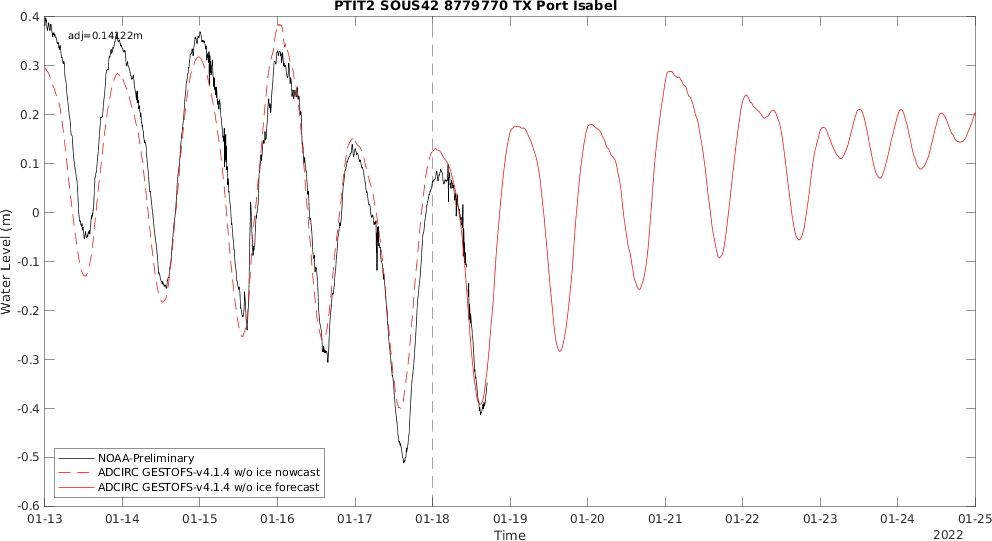 PTIT2 SOUS42 8779770 TX Port Isabel
adj=0.14122m
0.4
0.3
0.2
0.1
0
-0.1
-0.2
-0.3
-0.4
-0.5
-0.6
Water Level (m)
NOAA-Preliminary
ADCIRC GESTOFS-v4.1.4 w/o ice nowcast
ADCIRC GESTOFS-v4.1.4 w/o ice forecast
01-13 01-14 01-15 01-16 01-17 01-18 01-19 01-20 01-21 01-22 01-23 01-24 01-25
Time
2022